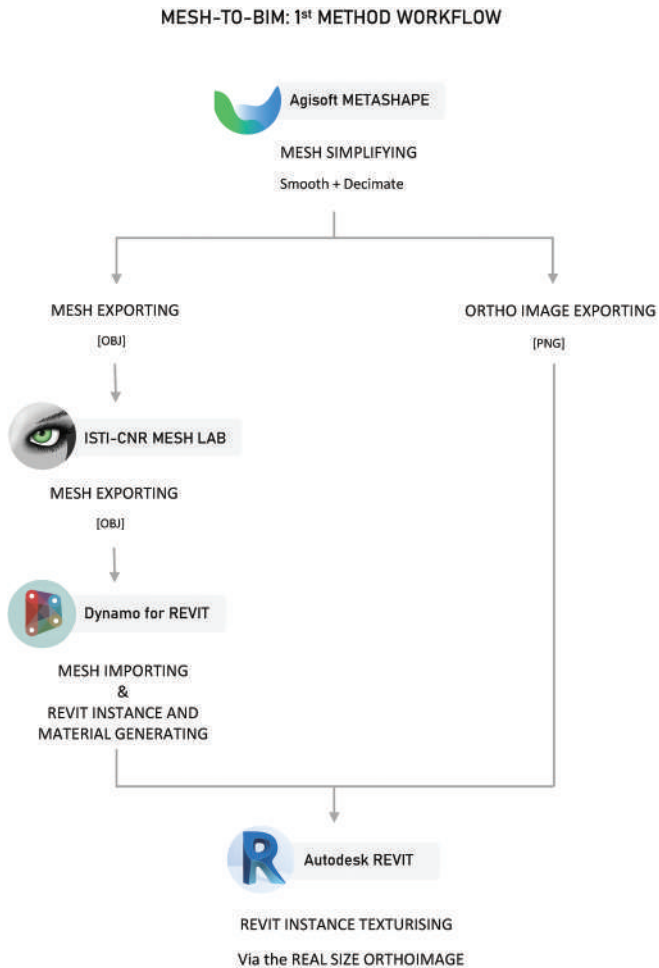 MESH-TO-BIM: 1st METHOD WORKFLOW
Agisoft METASHAPE
MESH SIMPLIFYING
Smooth + Decimate
MESH EXPORTING
[OBJ]
ORTHO IMAGE EXPORTING
[PNG]
ISTI-CNR MESH LAB
MESH EXPORTING
[OBJ]
Dynamo for REVIT
MESH IMPORTING
&
REVIT INSTANCE AND
MATERIAL GENERATING
R
Autodesk REVIT
REVIT INSTANCE TEXTURISING
Via the REAL SIZE ORTHOIMAGE